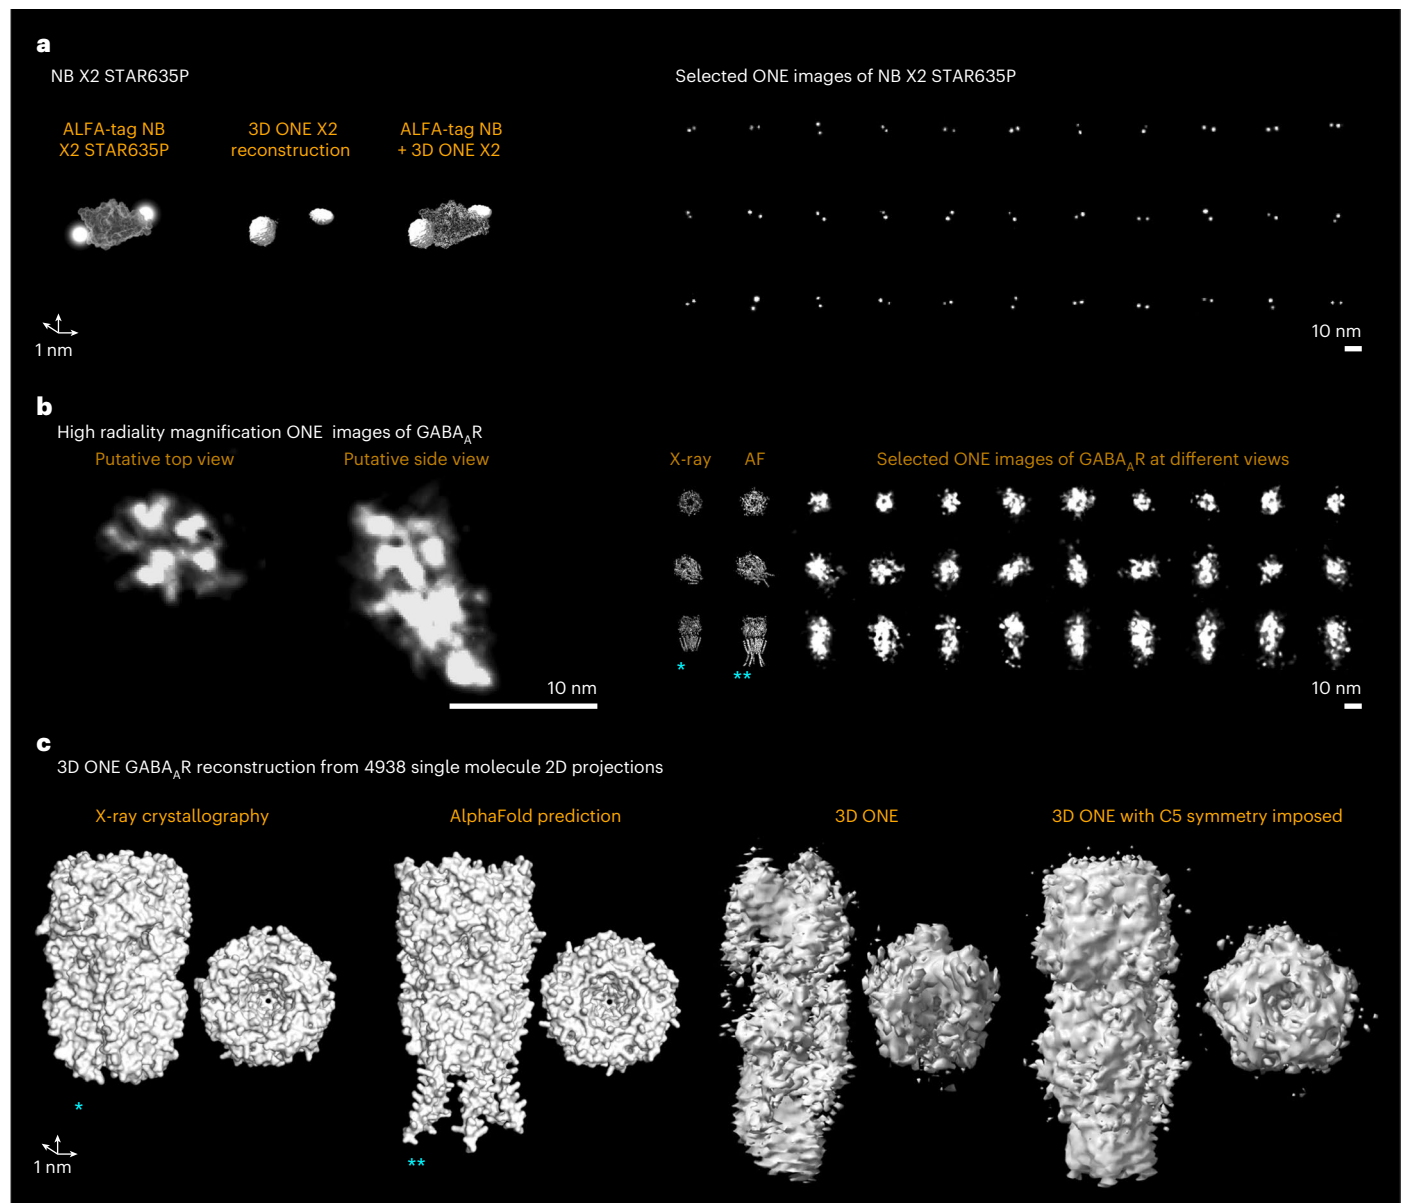 a
NB X2 STAR635P
Selected ONE images of NB X2 STAR635P
ALFA-tag NB
X2 STAR635P
3D ONE X2
reconstruction
ALFA-tag NB
+ 3D ONE X2
1 nm
10 nm
b
High radiality magnification ONE images of GABA_AR
Putative top view
Putative side view
X-ray
AF
Selected ONE images of GABA_AR at different views
*
**
10 nm
10 nm
c
3D ONE GABA_AR reconstruction from 4938 single molecule 2D projections
X-ray crystallography
AlphaFold prediction
3D ONE
3D ONE with C5 symmetry imposed
*
**
1 nm